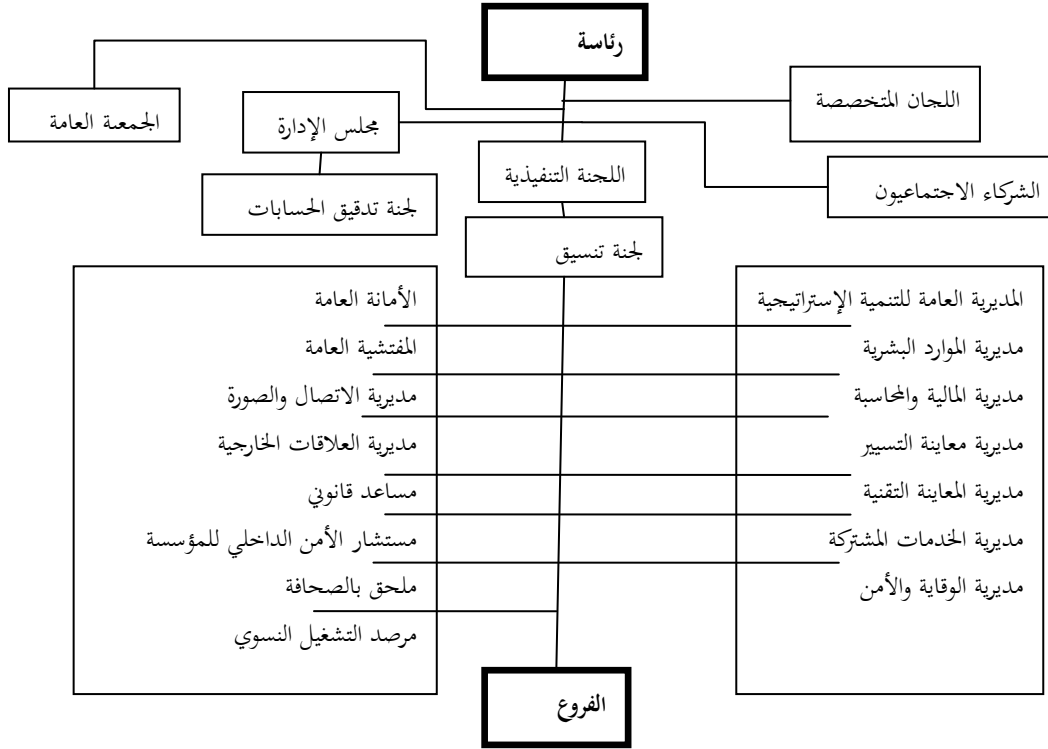 رئاسة
اللجان المتخصصة
الجمعية العامة
مجلس الإدارة
اللجنة التنفيذية
الشركاء الاجتماعيون
لجنة تدقيق الحسابات
لجنة تنسيق
المديرية العامة للتنمية الإستراتيجية
مديرية الموارد البشرية
مديرية المالية والمحاسبة
مديرية معاينة التسيير
مديرية المعاينة التقنية
مديرية الخدمات المشتركة
مديرية الوقاية والأمن
الأمانة العامة
المفتشية العامة
مديرية الاتصال والصورة
مديرية العلاقات الخارجية
مساعد قانوني
مستشار الأمن الداخلي للمؤسسة
ملحق بالصحافة
مرصد التشغيل النسوي
الفروع